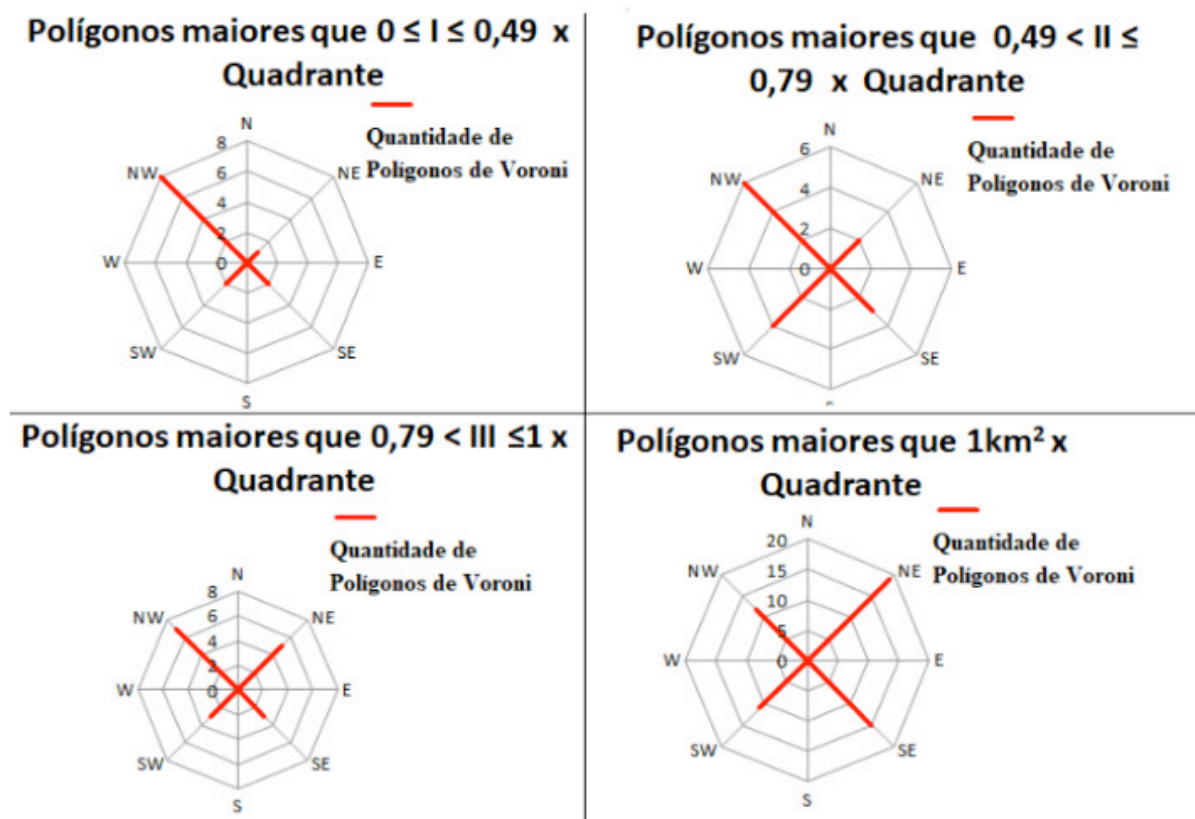 Polígonos maiores que 0 ≤ I ≤ 0,49 x
Quadrante
Quantidade de
Polígonos de Voroni
N
NE
E
SE
S
SW
W
NW
8
6
4
2
0
Polígonos maiores que 0,49 < II ≤
0,79 x Quadrante
Quantidade de
Polígonos de Voroni
N
NE
E
SE
SW
W
NW
6
4
2
0
Polígonos maiores que 0,79 < III ≤1 x
Quadrante
Quantidade de
Polígonos de Voroni
N
NE
E
SE
S
SW
W
NW
8
6
4
2
0
Polígonos maiores que 1km² x
Quadrante
Quantidade de
Polígonos de Voroni
N
NE
E
SE
S
SW
W
NW
20
15
10
5
0